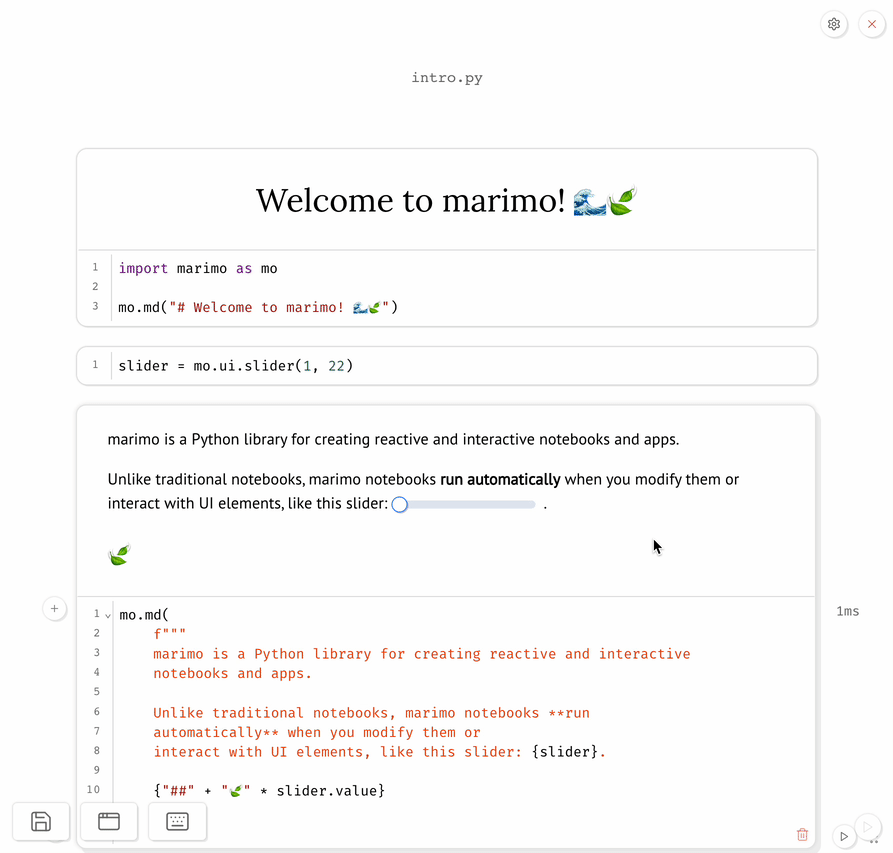 intro.py
Welcome to marimo! 🌊🍃
1 import marimo as mo
2
3 mo.md("# Welcome to marimo! 🌊🍃")
1 slider = mo.ui.slider(1, 22)
marimo is a Python library for creating reactive and interactive notebooks and apps.
Unlike traditional notebooks, marimo notebooks run automatically when you modify them or
interact with UI elements, like this slider: .
🍃
1 mo.md(
1ms
2 f"""
3 marimo is a Python library for creating reactive and interactive
4 notebooks and apps.
5
6 Unlike traditional notebooks, marimo notebooks **run
7 automatically** when you modify them or
8 interact with UI elements, like this slider: {slider}.
9
10 {"##" + "🍃" * slider.value}